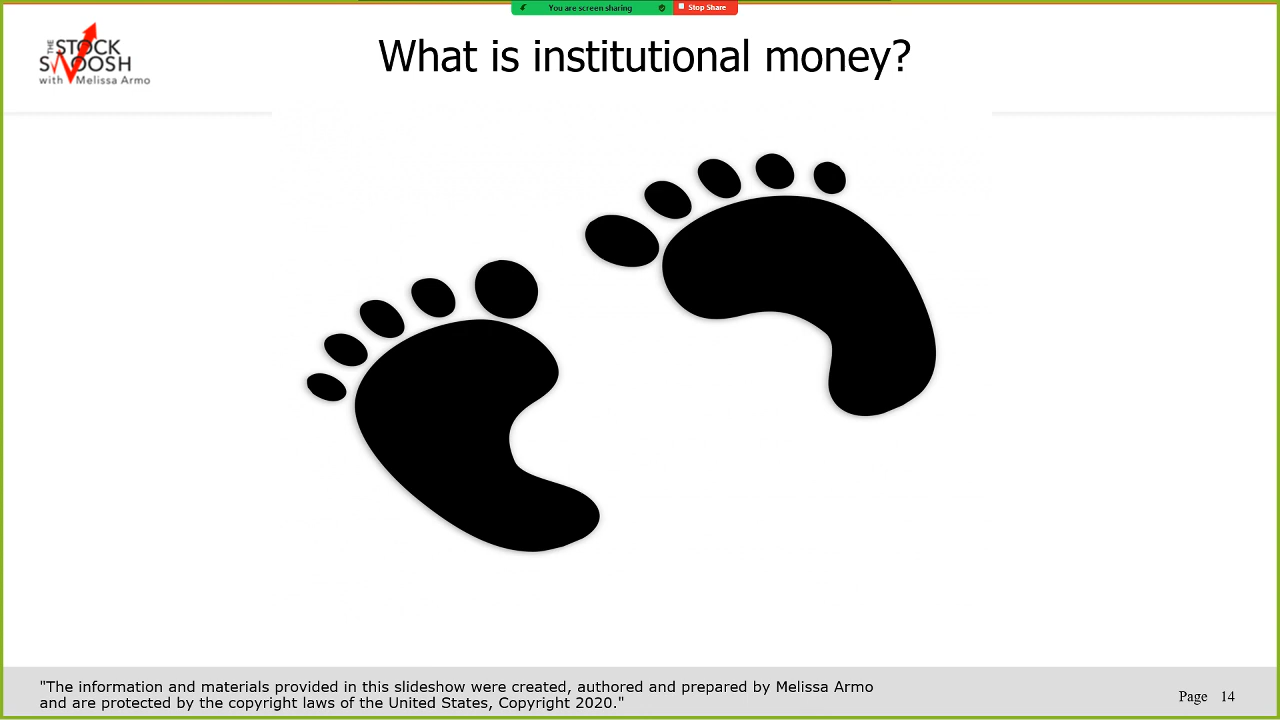 You are screen sharing
Stop Share
THE STOCK
SWOOSH
with Melissa Armo
What is institutional money?
"The information and materials provided in this slideshow were created, authored and prepared by Melissa Armo
and are protected by the copyright laws of the United States, Copyright 2020."
Page 14